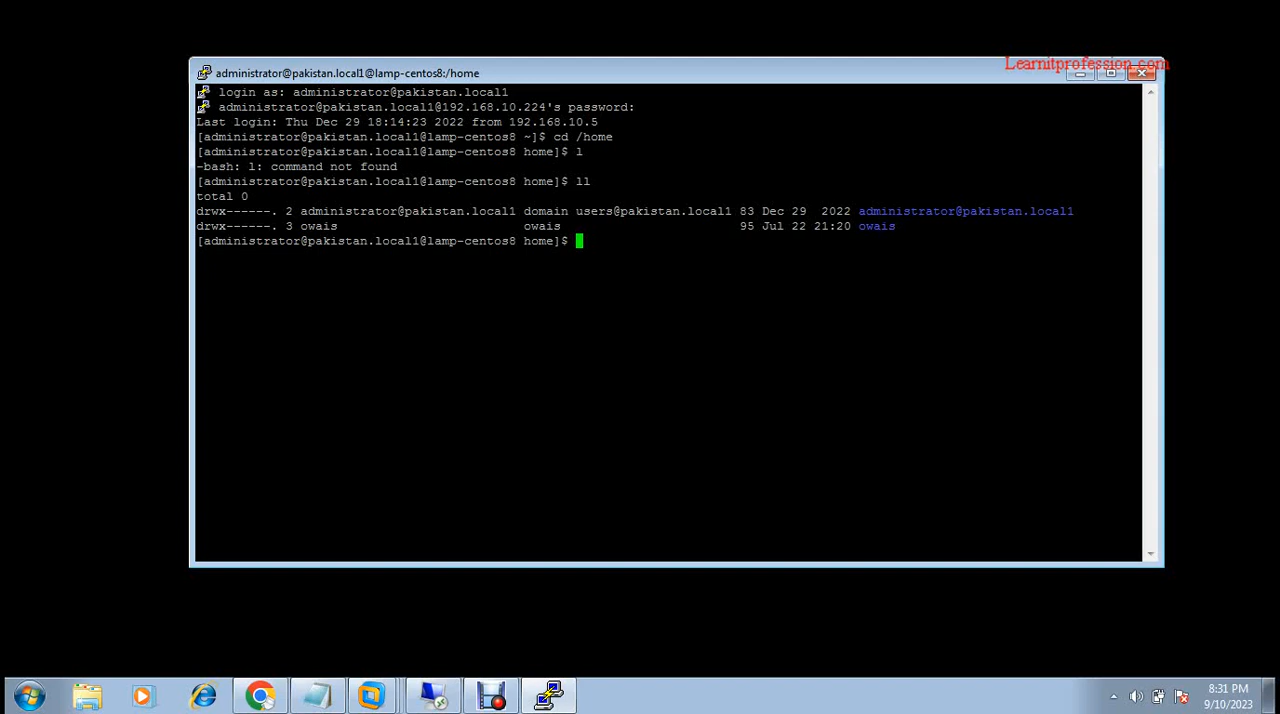 Learnitprofession.com
administrator@pakistan.local1@lamp-centos8:/home
login as: administrator@pakistan.local1
administrator@pakistan.local1@192.168.10.224's password:
Last login: Thu Dec 29 18:14:23 2022 from 192.168.10.5
[administrator@pakistan.local1@lamp-centos8 ~]$ cd /home
[administrator@pakistan.local1@lamp-centos8 home]$ l
-bash: l: command not found
[administrator@pakistan.local1@lamp-centos8 home]$ ll
total 0
drwx------. 2 administrator@pakistan.local1 domain users@pakistan.local1 83 Dec 29  2022 administrator@pakistan.local1
drwx------. 3 owais                         owais                        95 Jul 22 21:20 owais
[administrator@pakistan.local1@lamp-centos8 home]$
8:31 PM
9/10/2023